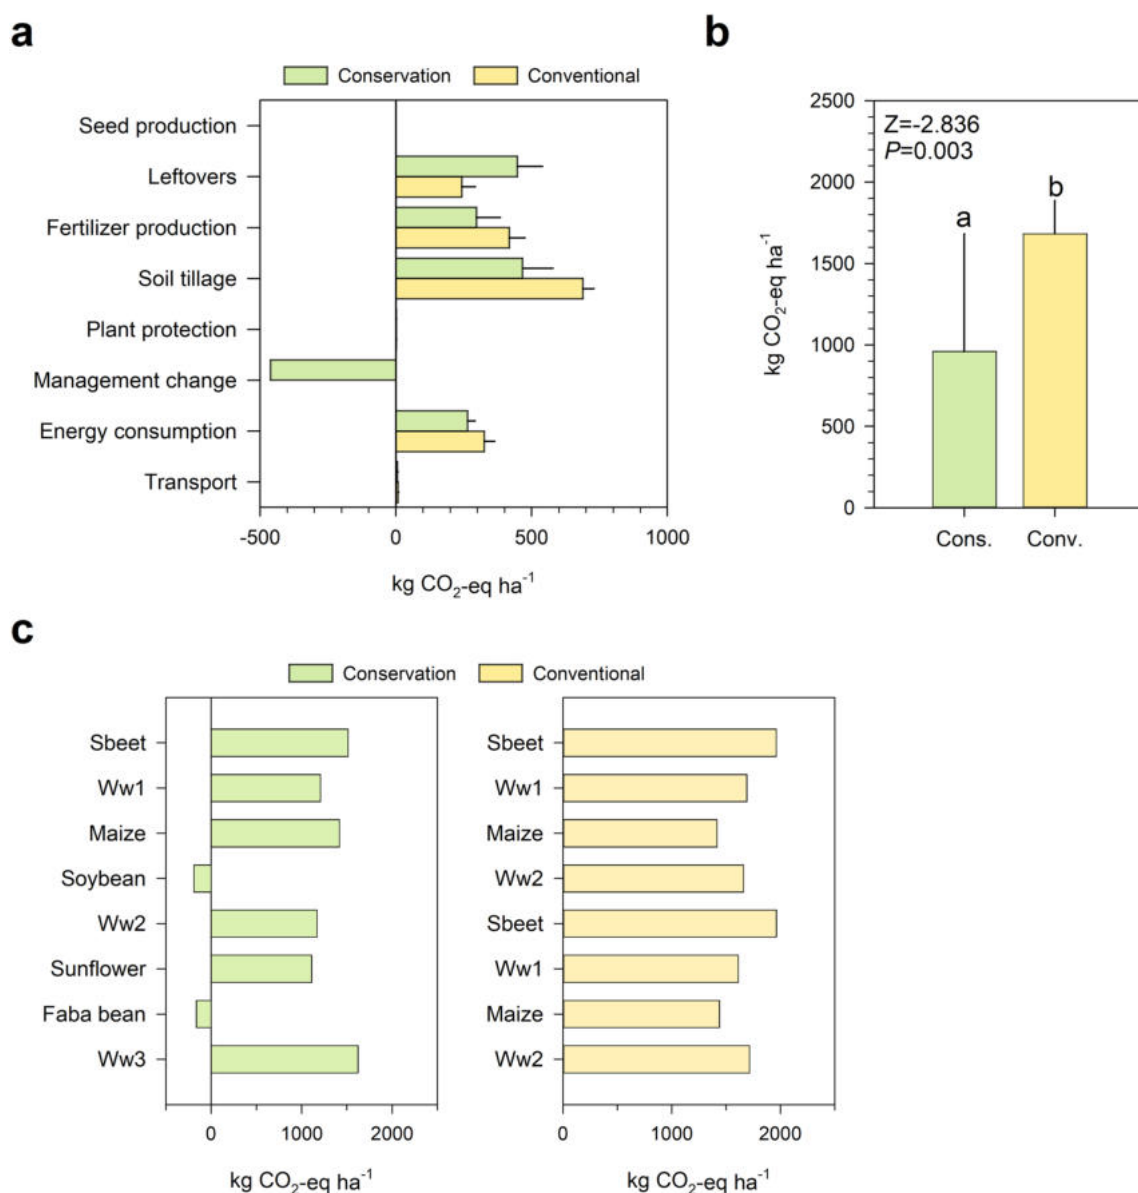 a
Conservation Conventional
Seed production
Leftovers
Fertilizer production
Soil tillage
Plant protection
Management change
Energy consumption
Transport
-500 0 500 1000
kg CO₂-eq ha⁻¹
b
2500
2000
1500
1000
500
0
kg CO₂-eq ha⁻¹
Z=-2.836
P=0.003
a
b
Cons. Conv.
c
Conservation Conventional
Sbeet
Ww1
Maize
Soybean
Ww2
Sunflower
Faba bean
Ww3
0 1000 2000
kg CO₂-eq ha⁻¹
Sbeet
Ww1
Maize
Ww2
Sbeet
Ww1
Maize
Ww2
0 1000 2000
kg CO₂-eq ha⁻¹